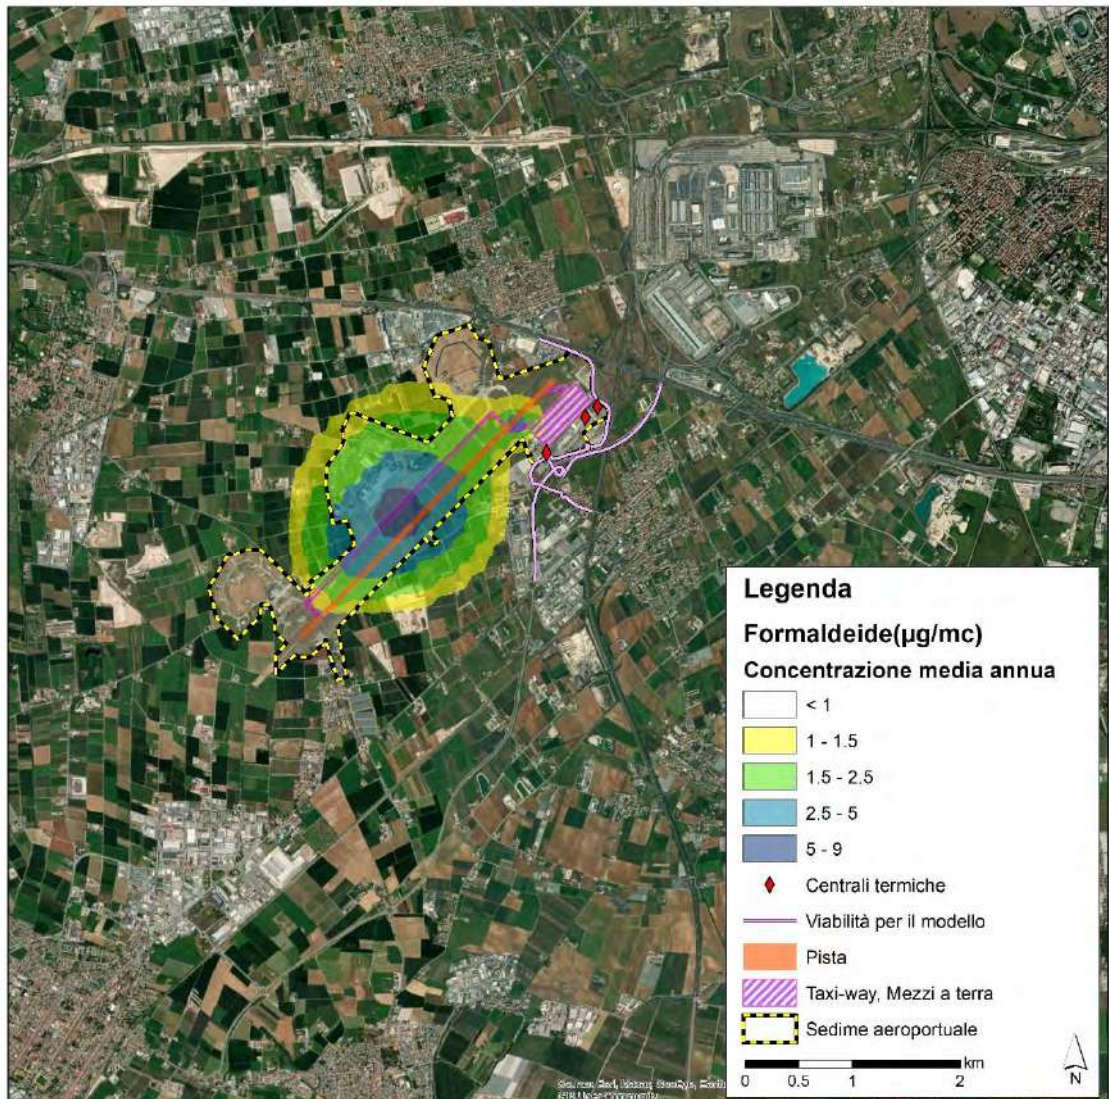 Legenda
Formaldeide(µg/mc)
Concentrazione media annua
< 1
1 - 1.5
1.5 - 2.5
2.5 - 5
5 - 9
Centrali termiche
Viabilità per il modello
Pista
Taxi-way, Mezzi a terra
Sedime aeroportuale
km
0 0.5 1 2
N